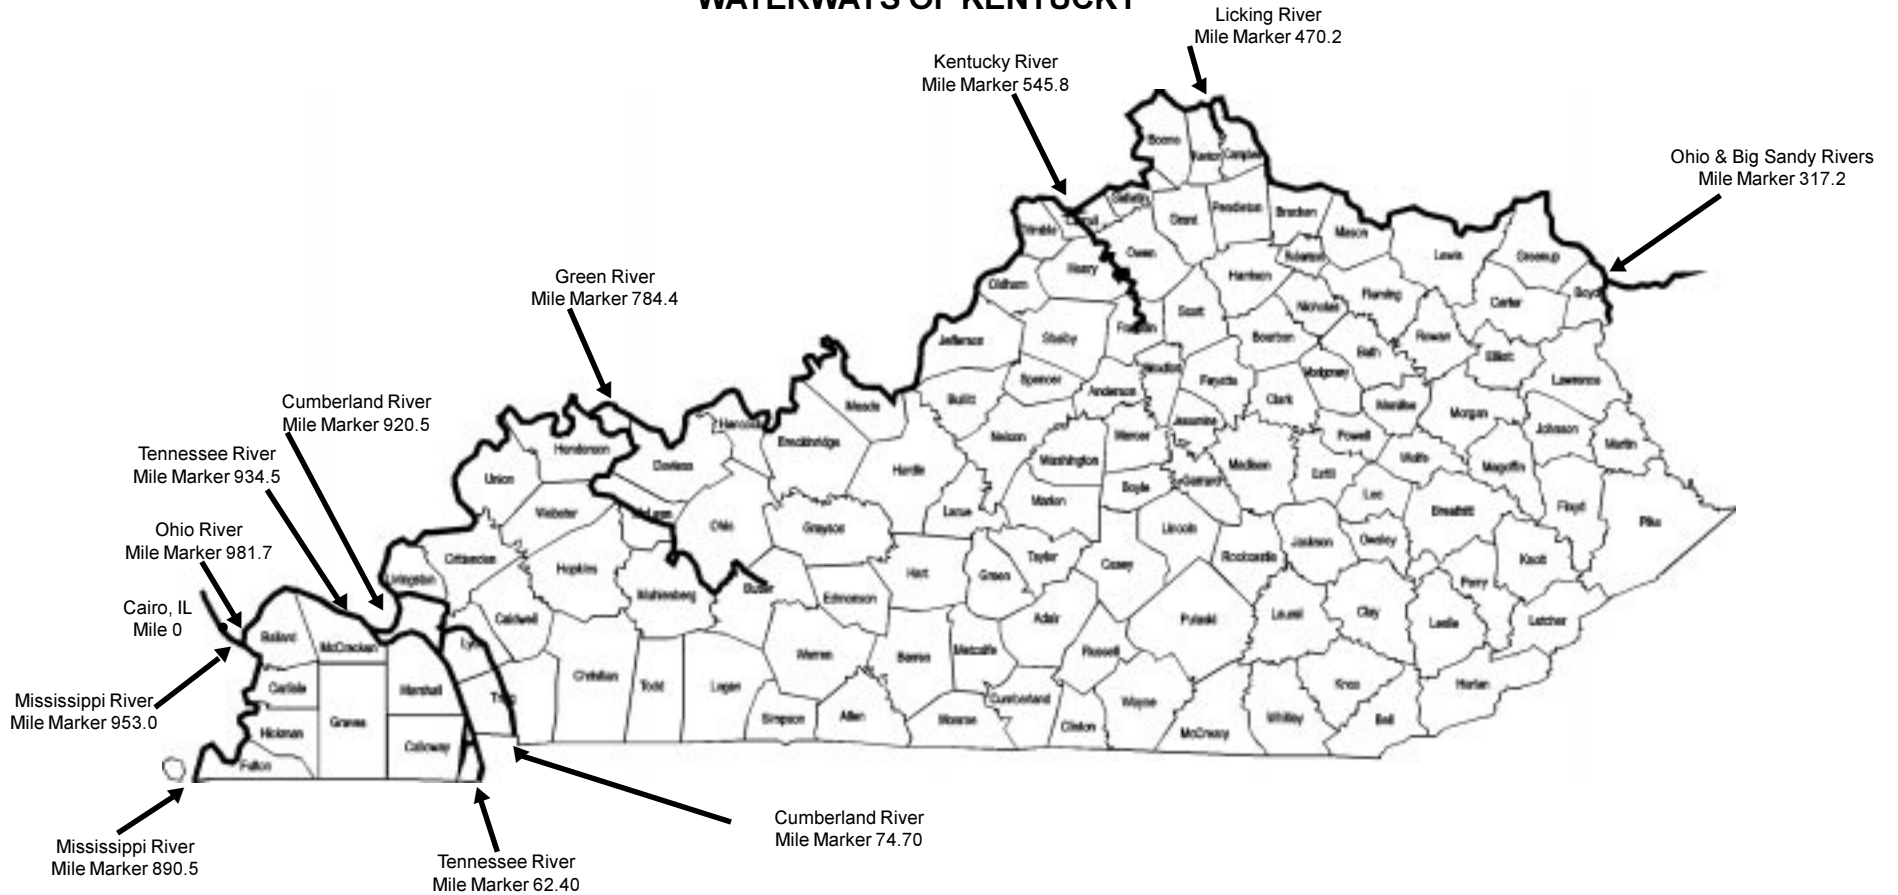 WATERWAYS OF KENTUCKY
Licking River
Mile Marker 470.2
Kentucky River
Mile Marker 545.8
Ohio & Big Sandy Rivers
Mile Marker 317.2
Green River
Mile Marker 784.4
Cumberland River
Mile Marker 920.5
Tennessee River
Mile Marker 934.5
Ohio River
Mile Marker 981.7
Cairo, IL
Mile 0
Mississippi River
Mile Marker 953.0
Mississippi River
Mile Marker 890.5
Tennessee River
Mile Marker 62.40
Cumberland River
Mile Marker 74.70
Boone
Kenton
Campbell
Gallatin
Grant
Pendleton
Bracken
Mason
Lewis
Greenup
Boyd
Trimble
Owen
Henry
Oldham
Harrison
Robertson
Fleming
Carter
Nicholas
Jefferson
Shelby
Franklin
Scott
Bourbon
Bath
Rowan
Elliott
Lawrence
Spencer
Anderson
Woodford
Fayette
Clark
Montgomery
Menifee
Morgan
Johnson
Martin
Bullitt
Meade
Hancock
Breckinridge
Nelson
Washington
Mercer
Jessamine
Madison
Powell
Wolfe
Magoffin
Henderson
Daviess
Union
Webster
McLean
Ohio
Grayson
Hardin
Larue
Marion
Boyle
Garrard
Estill
Lee
Breathitt
Floyd
Pike
Lincoln
Rockcastle
Jackson
Owsley
Knott
Perry
Crittenden
Livingston
Hopkins
Muhlenberg
Butler
Edmonson
Hart
Green
Taylor
Casey
Adair
Pulaski
Laurel
Clay
Leslie
Letcher
Ballard
McCracken
Caldwell
Lyon
Trigg
Christian
Todd
Logan
Warren
Barren
Metcalfe
Russell
Knox
Harlan
Carlisle
Marshall
Graves
Hickman
Calloway
Fulton
Simpson
Allen
Monroe
Cumberland
Clinton
Wayne
McCreary
Whitley
Bell